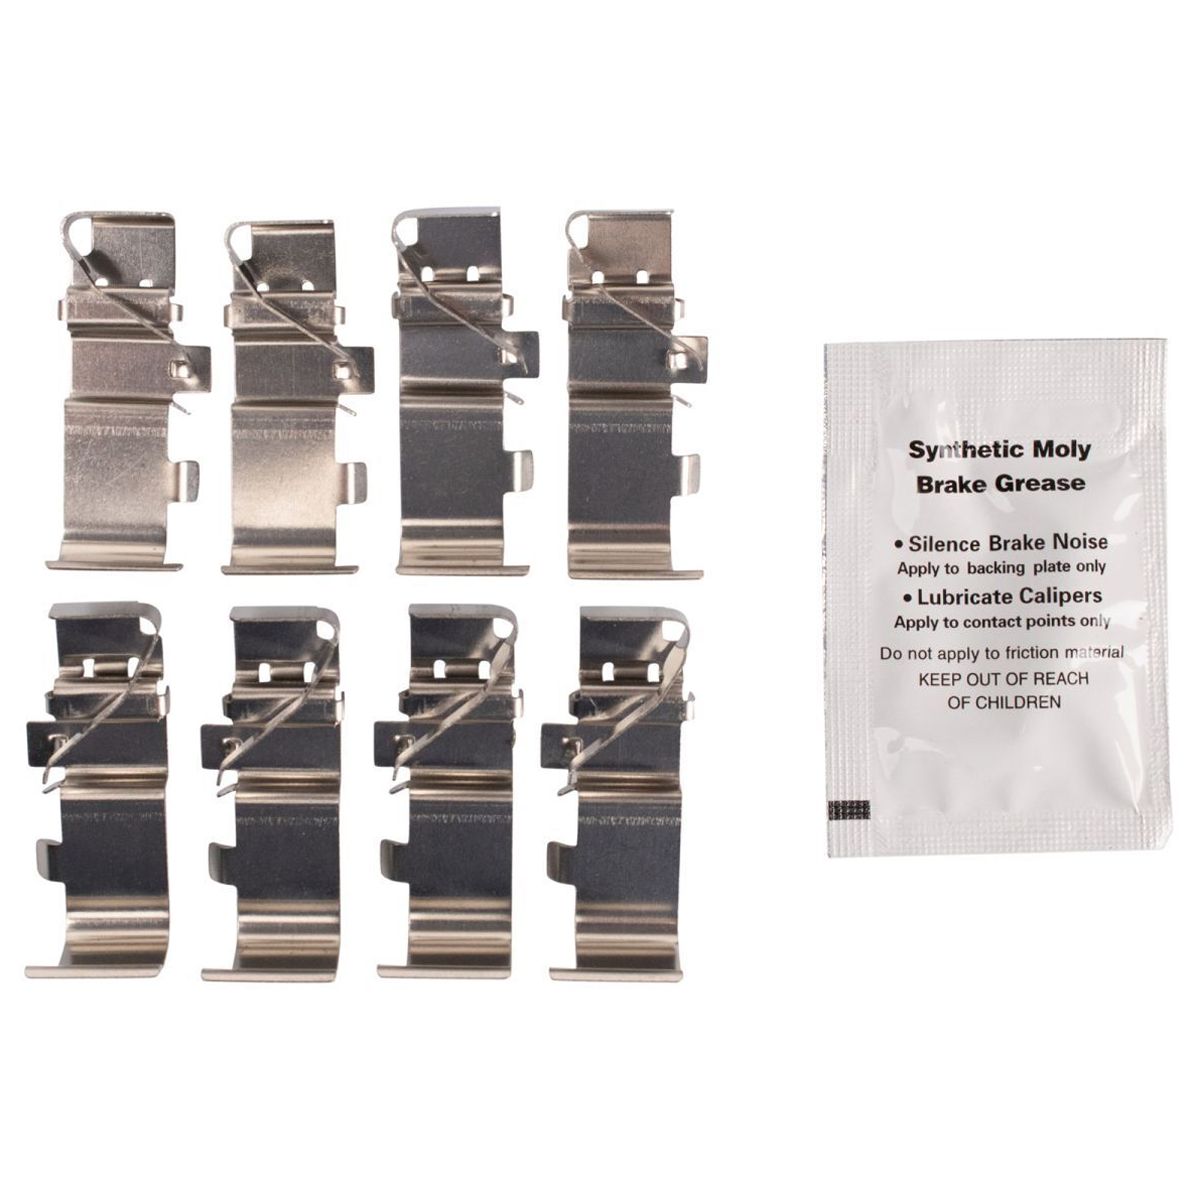 Synthetic Moly
Brake Grease
• Silence Brake Noise
Apply to backing plate only
• Lubricate Calipers
Apply to contact points only
Do not apply to friction material
KEEP OUT OF REACH
OF CHILDREN